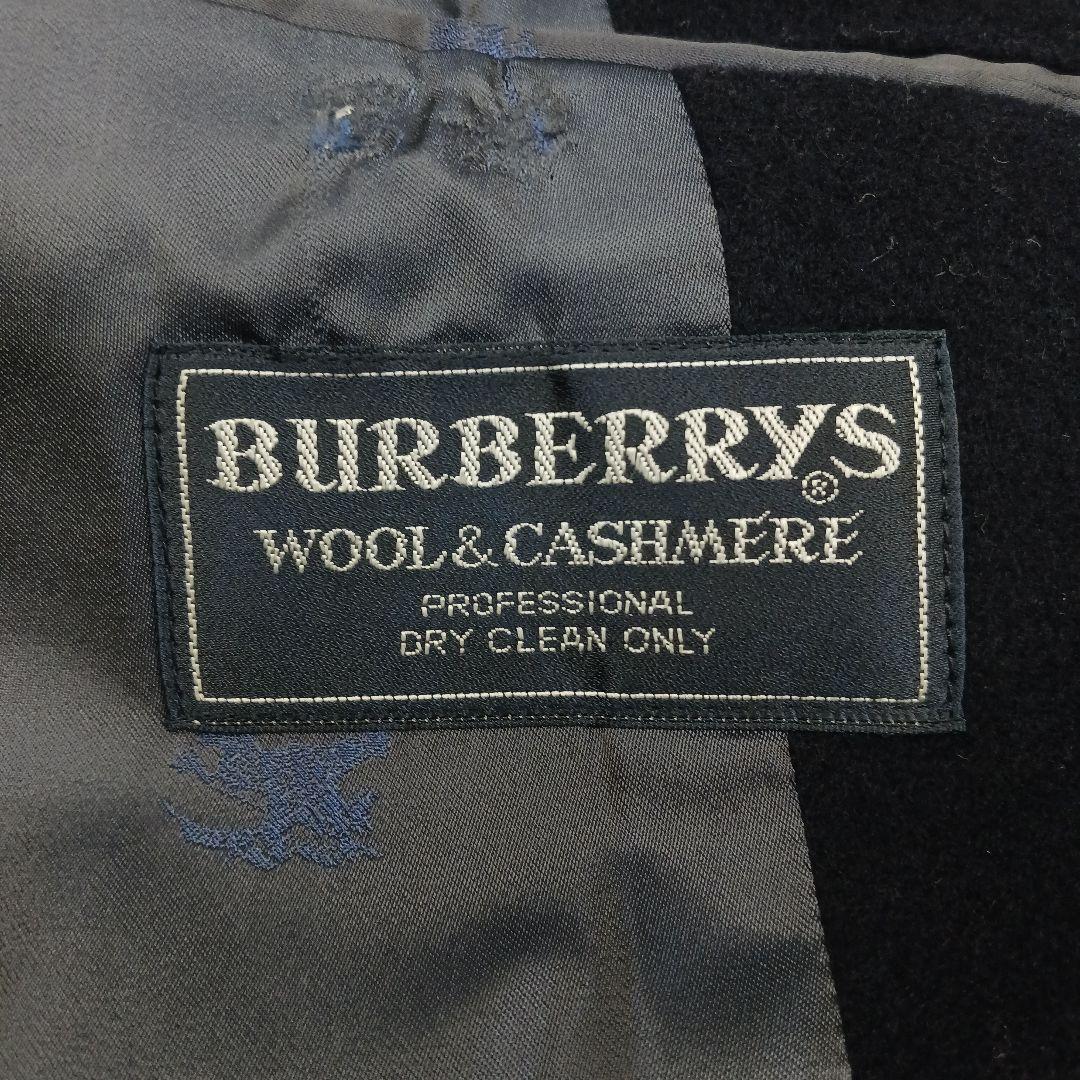 BURBERRYS®
WOOL & CASHMERE
PROFESSIONAL
DRY CLEAN ONLY